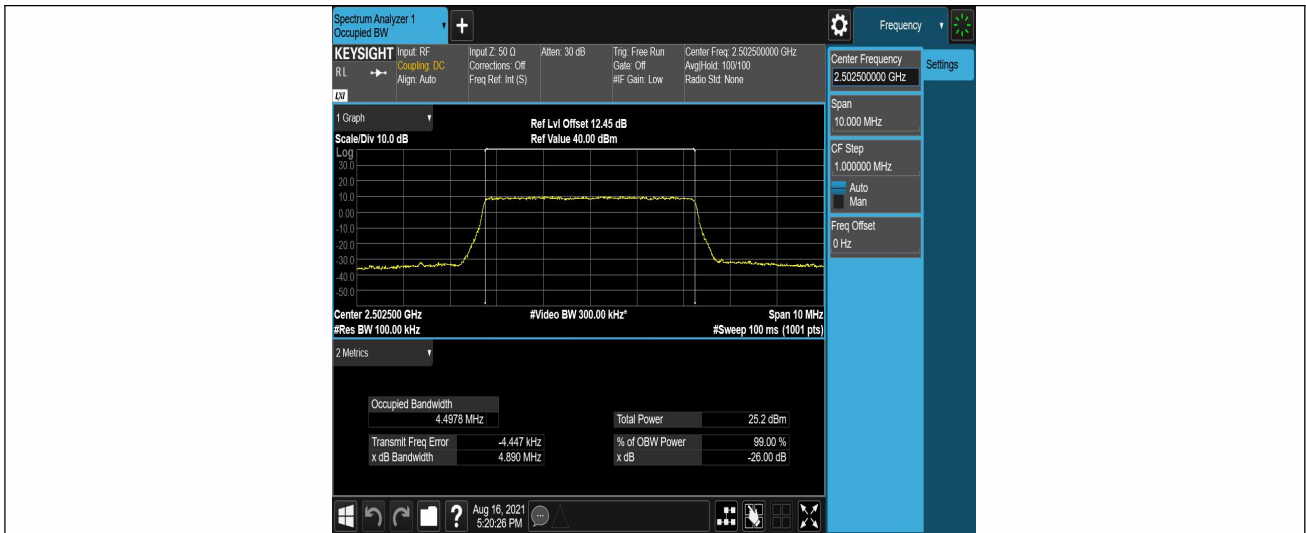 Spectrum Analyzer 1
Occupied BW
+
Frequency
KEYSIGHT
R L
LXI
Input: RF
Coupling: DC
Align: Auto
Input Z: 50 Ω
Corrections: Off
Freq Ref: Int (S)
Atten: 30 dB
Trig: Free Run
Gate: Off
#IF Gain: Low
Center Freq: 2.502500000 GHz
Avg|Hold: 100/100
Radio Std: None
Center Frequency
2.502500000 GHz
Settings
Span
10.000 MHz
CF Step
1.000000 MHz
Auto
Man
Freq Offset
0 Hz
1 Graph
Scale/Div 10.0 dB
Ref Lvl Offset 12.45 dB
Ref Value 40.00 dBm
Log
30.0
20.0
10.0
0.00
-10.0
-20.0
-30.0
-40.0
-50.0
Center 2.502500 GHz
#Video BW 300.00 kHz*
Span 10 MHz
#Res BW 100.00 kHz
#Sweep 100 ms (1001 pts)
2 Metrics
Occupied Bandwidth
4.4978 MHz
Total Power 25.2 dBm
Transmit Freq Error -4.447 kHz
% of OBW Power 99.00 %
x dB Bandwidth 4.890 MHz
x dB -26.00 dB
?
Aug 16, 2021
5:20:26 PM